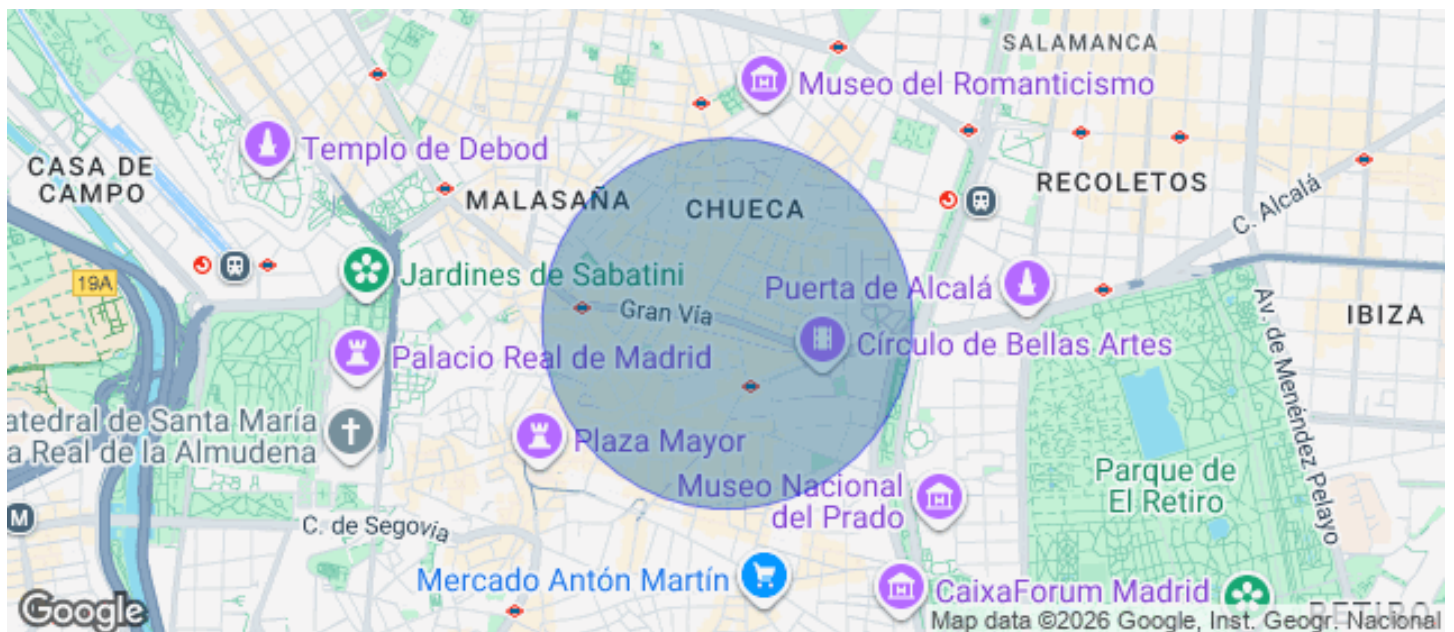 SALAMANCA
Museo del Romanticismo
Templo de Debod
CASA DE
CAMPO
MALASAÑA
CHUECA
RECOLETOS
C. Alcalá
Jardines de Sabatini
Puerta de Alcalá
19A
Gran Vía
IBIZA
Palacio Real de Madrid
Círculo de Bellas Artes
Av. de Menéndez Pelayo
atedral de Santa María
a Real de la Almudena
Plaza Mayor
Parque de
El Retiro
Museo Nacional
del Prado
M
C. de Segovia
Mercado Antón Martín
CaixaForum Madrid
RETIRO
Google
Map data ©2026 Google, Inst. Geogr. Nacional